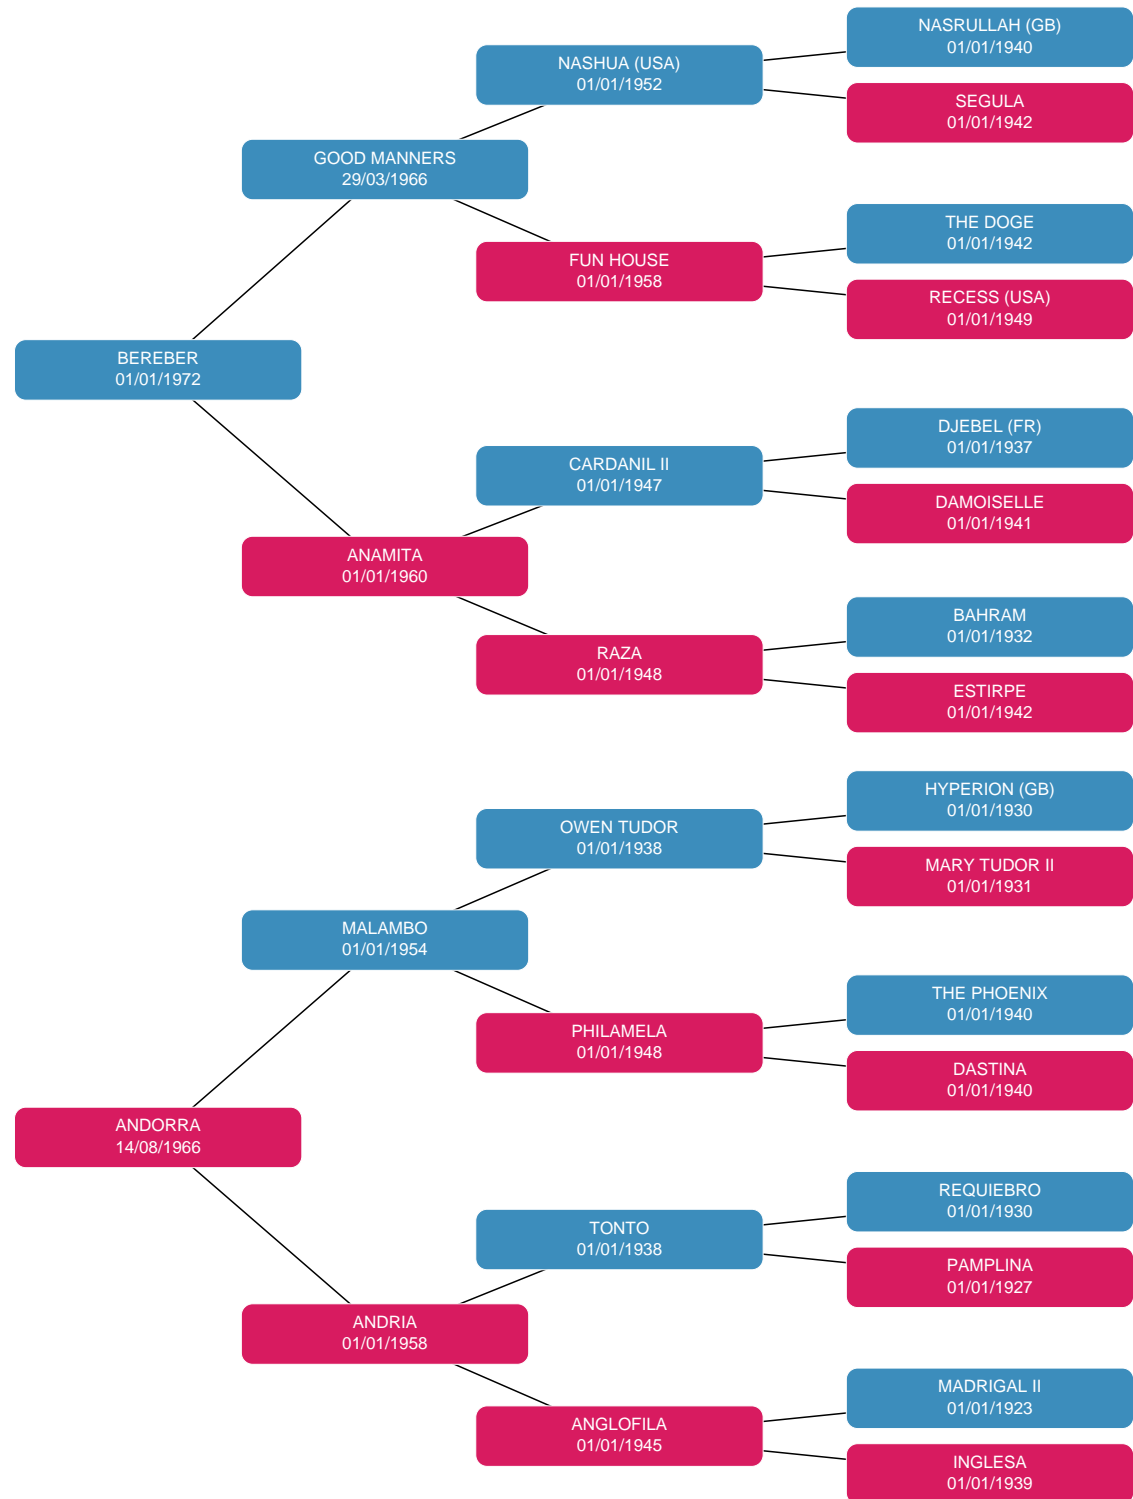 NASRULLAH (GB)
01/01/1940
NASHUA (USA)
01/01/1952
SEGULA
01/01/1942
GOOD MANNERS
29/03/1966
THE DOGE
01/01/1942
FUN HOUSE
01/01/1958
RECESS (USA)
01/01/1949
BEREBER
01/01/1972
DJEBEL (FR)
01/01/1937
CARDANIL II
01/01/1947
DAMOISELLE
01/01/1941
ANAMITA
01/01/1960
BAHRAM
01/01/1932
RAZA
01/01/1948
ESTIRPE
01/01/1942
HYPERION (GB)
01/01/1930
OWEN TUDOR
01/01/1938
MARY TUDOR II
01/01/1931
MALAMBO
01/01/1954
THE PHOENIX
01/01/1940
PHILAMELA
01/01/1948
DASTINA
01/01/1940
ANDORRA
14/08/1966
REQUIEBRO
01/01/1930
TONTO
01/01/1938
PAMPLINA
01/01/1927
ANDRIA
01/01/1958
MADRIGAL II
01/01/1923
ANGLOFILA
01/01/1945
INGLESA
01/01/1939